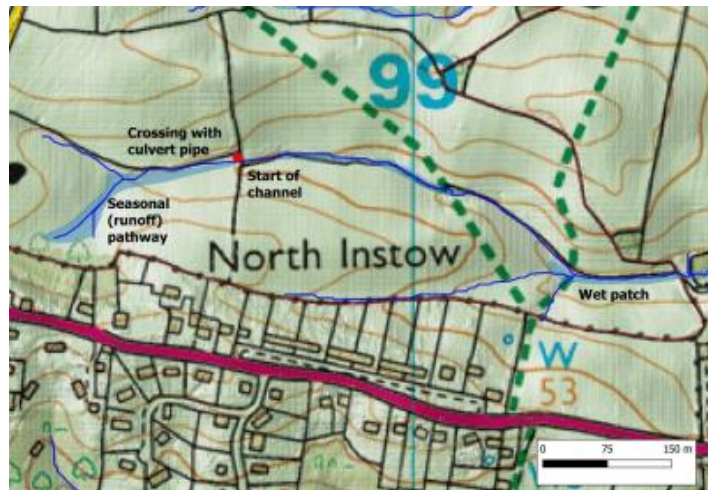 99
Crossing with
culvert pipe
Start of
channel
Seasonal
(runoff)
pathway
North Instow
Wet patch
W
53
0 75 150 m